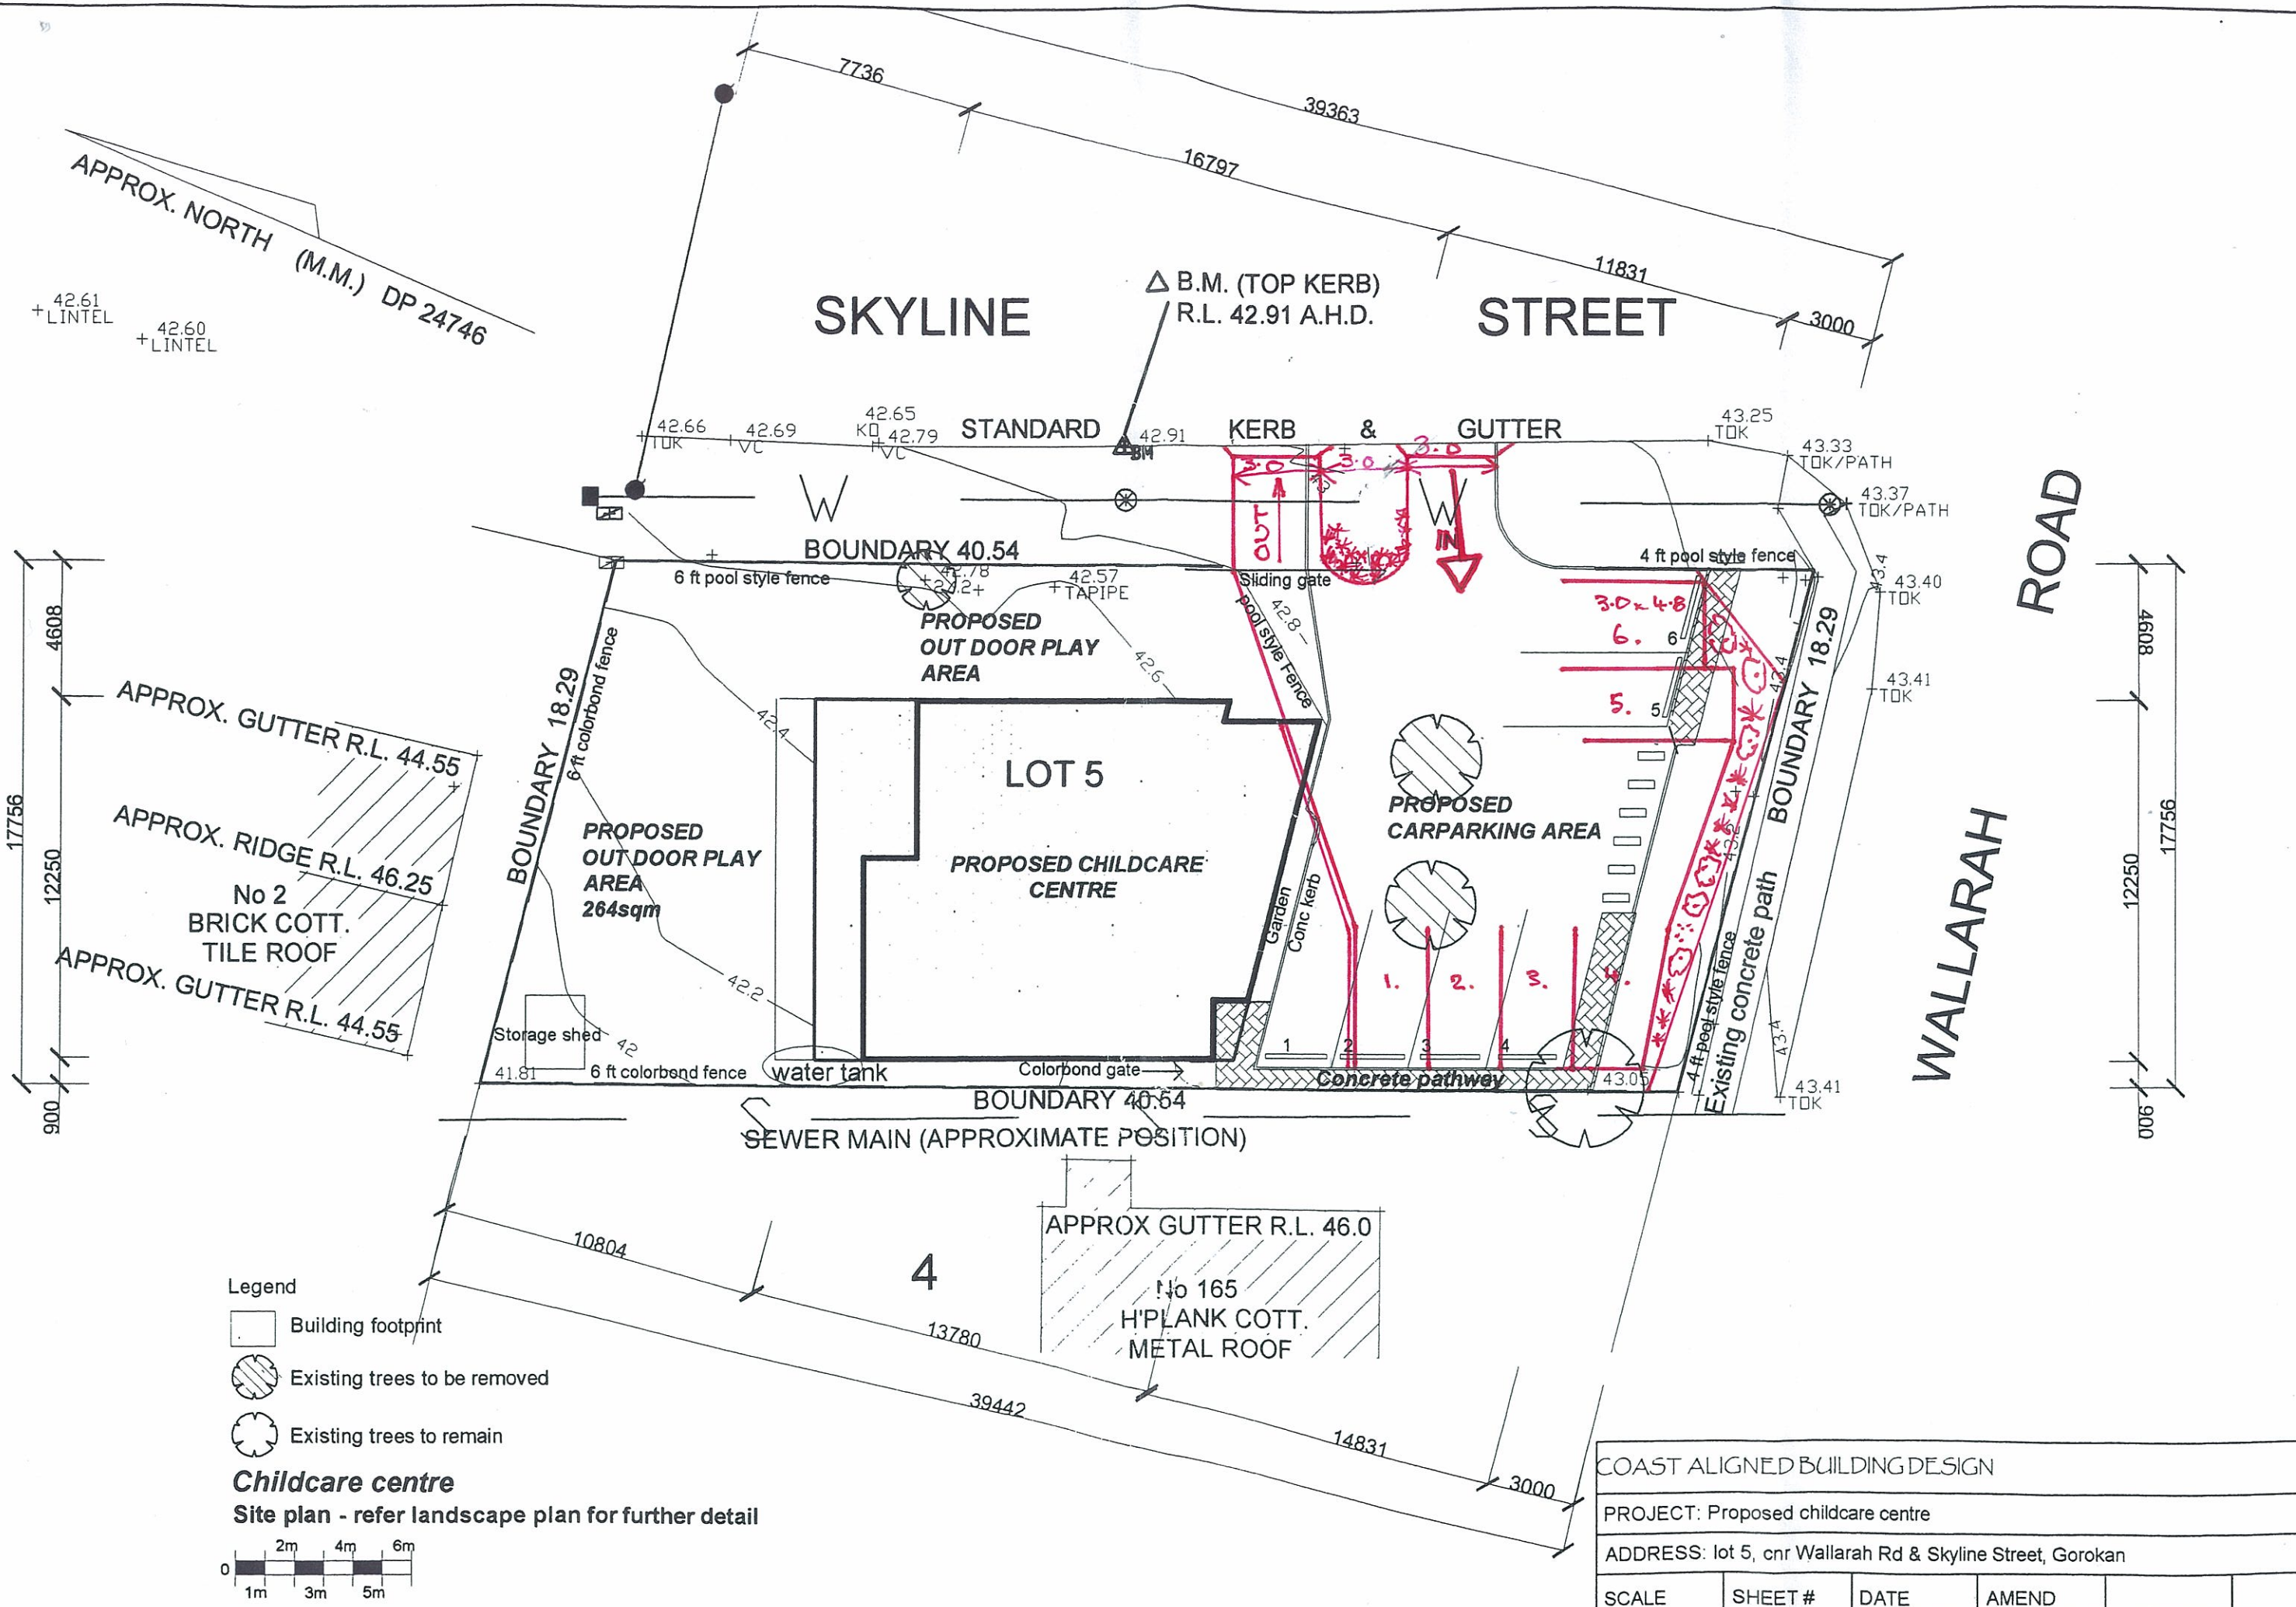 7736
39363
16797
11831
3000
APPROX. NORTH (M.M.) DP 24746
42.61
LINTEL
42.60
LINTEL
B.M. (TOP KERB)
R.L. 42.91 A.H.D.
SKYLINE STREET
42.66
TOK
42.69
VC
42.65
KO
42.79
VC
STANDARD KERB & GUTTER
42.91
BM
43.25
TOK
43.33
TOK/PATH
43.37
TOK/PATH
3.0
3.0
3.0
W
W
OUT
IN
BOUNDARY 40.54
6 ft pool style fence
42.57
TAPIPE
Sliding gate
4 ft pool style fence
43.4
43.40
TOK
43.41
TOK
ROAD
WALLARAH
4608
12250
17756
900
4608
12250
17756
900
PROPOSED
OUT DOOR PLAY
AREA
42.6
42.8
pool style Fence
3.0 x 4.8
6.
6
5.
5
43.4
BOUNDARY 18.29
BOUNDARY 18.29
6 ft colorbond fence
42.4
APPROX. GUTTER R.L. 44.55
APPROX. RIDGE R.L. 46.25
No 2
BRICK COTT.
TILE ROOF
APPROX. GUTTER R.L. 44.55
PROPOSED
OUT DOOR PLAY
AREA
264sqm
LOT 5
PROPOSED CHILDCARE
CENTRE
PROPOSED
CARPARKING AREA
Garden
Conc kerb
42.2
42
1.
2.
3.
4.
1
2
3
4
4 ft pool style fence
Existing concrete path
43.4
43.41
TOK
Storage shed
41.81
6 ft colorbond fence
water tank
Colorbond gate
Concrete pathway
43.05
BOUNDARY 40.54
S
S
SEWER MAIN (APPROXIMATE POSITION)
APPROX GUTTER R.L. 46.0
No 165
H'PLANK COTT.
METAL ROOF
4
10804
13780
39442
14831
3000
Legend
Building footprint
Existing trees to be removed
Existing trees to remain
Childcare centre
Site plan - refer landscape plan for further detail
2m 4m 6m
0
1m 3m 5m
COAST ALIGNED BUILDING DESIGN
PROJECT: Proposed childcare centre
ADDRESS: lot 5, cnr Wallarah Rd & Skyline Street, Gorokan
SCALE SHEET # DATE AMEND